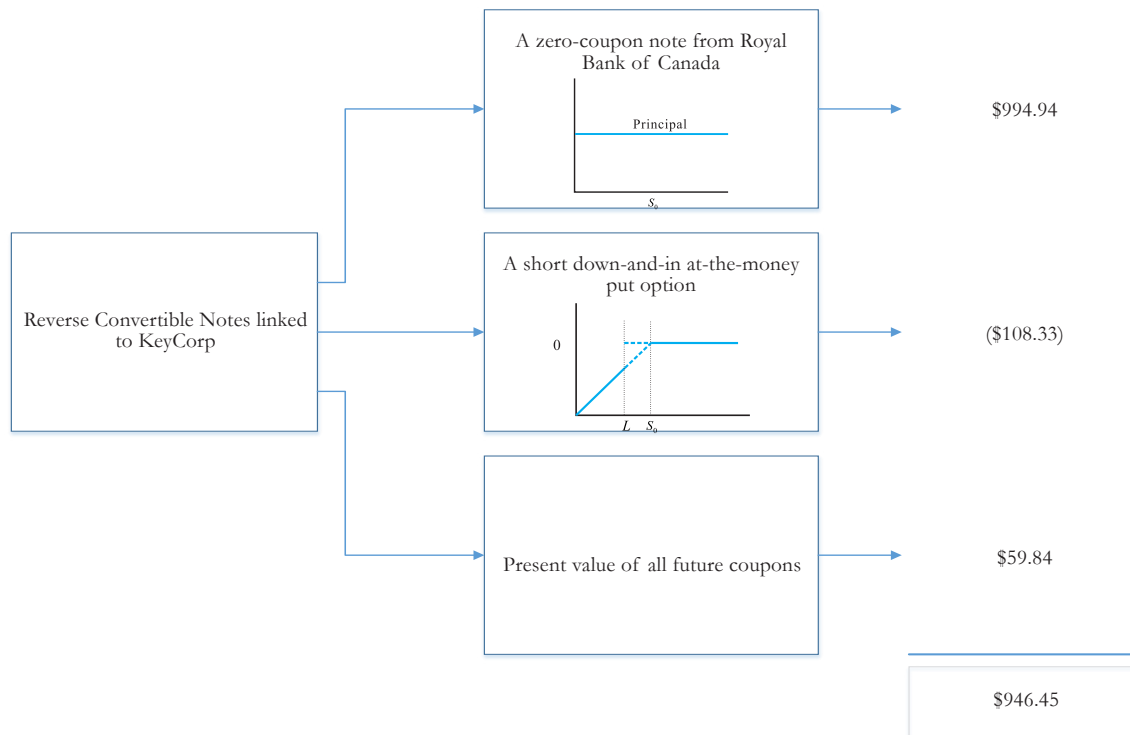 A zero-coupon note from Royal
Bank of Canada
Principal
S₀
$994.94
Reverse Convertible Notes linked
to KeyCorp
A short down-and-in at-the-money
put option
0
L S₀
($108.33)
Present value of all future coupons
$59.84
$946.45